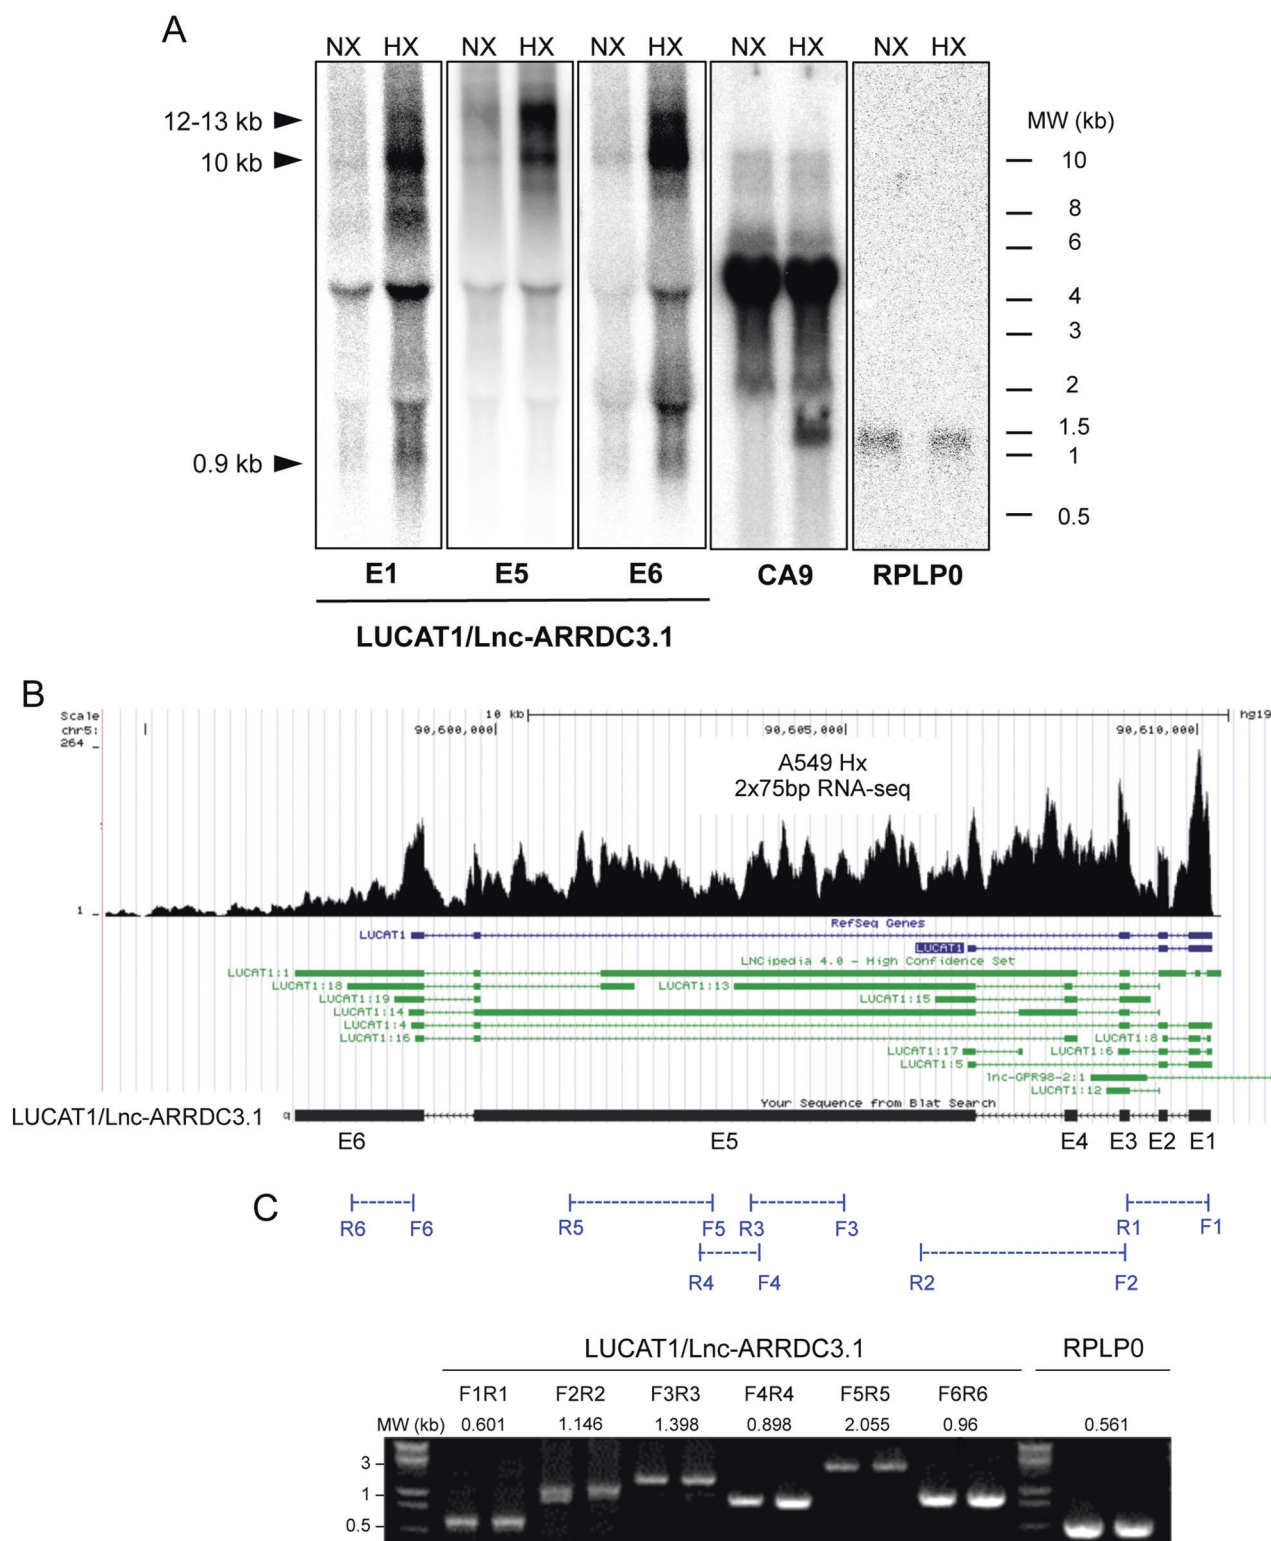 A
NX HX NX HX NX HX NX HX NX HX
12-13 kb
10 kb
0.9 kb
MW (kb)
10
8
6
4
3
2
1.5
1
0.5
E1 E5 E6 CA9 RPLP0
LUCAT1/Lnc-ARRDC3.1
B
Scale 10 kb hg19
chr5: 90,600,000 90,605,000 90,610,000
264
A549 Hx
2x75bp RNA-seq
1
RefSeq Genes
LUCAT1
LUCAT1
LNCipedia 4.0 - High Confidence Set
LUCAT1:1
LUCAT1:18 LUCAT1:13
LUCAT1:19 LUCAT1:15
LUCAT1:14
LUCAT1:4
LUCAT1:16 LUCAT1:8
LUCAT1:17 LUCAT1:6
LUCAT1:5
lnc-GPR98-2:1
LUCAT1:12
Your Sequence from Blat Search
LUCAT1/Lnc-ARRDC3.1 q
E6 E5 E4 E3 E2 E1
C
R6 F6 R5 F5 R3 F3 R1 F1
R4 F4 R2 F2
LUCAT1/Lnc-ARRDC3.1 RPLP0
F1R1 F2R2 F3R3 F4R4 F5R5 F6R6
MW (kb) 0.601 1.146 1.398 0.898 2.055 0.96 0.561
3
1
0.5